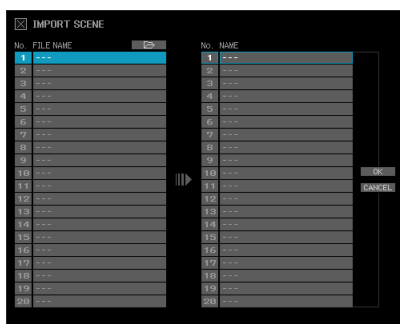 IMPORT SCENE
No. FILE NAME
No. NAME
1 --- 1 ---
2 --- 2 ---
3 --- 3 ---
4 --- 4 ---
5 --- 5 ---
6 --- 6 ---
7 --- 7 ---
8 --- 8 ---
9 --- 9 ---
10 --- 10 --- OK
11 --- 11 --- CANCEL
12 --- 12 ---
13 --- 13 ---
14 --- 14 ---
15 --- 15 ---
16 --- 16 ---
17 --- 17 ---
18 --- 18 ---
19 --- 19 ---
20 --- 20 ---